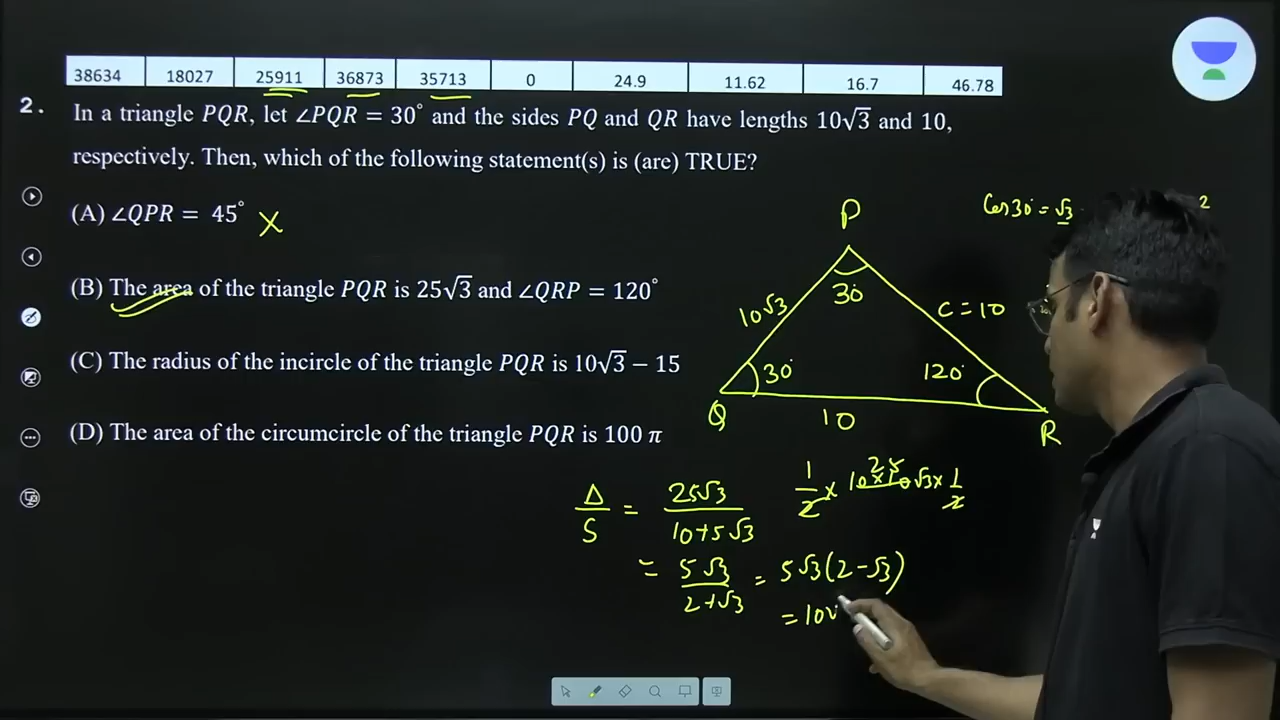 38634 18027 25911 36873 35713 0 24.9 11.62 16.7 46.78
2. In a triangle PQR, let ∠PQR = 30° and the sides PQ and QR have lengths 10√3 and 10,
respectively. Then, which of the following statement(s) is (are) TRUE?
(A) ∠QPR = 45° X
(B) The area of the triangle PQR is 25√3 and ∠QRP = 120°
(C) The radius of the incircle of the triangle PQR is 10√3 − 15
(D) The area of the circumcircle of the triangle PQR is 100 π
Cos30° = √3 2
P
30°
10√3
C = 10
30°
120°
Q
10
R
Δ/S = 25√3/(10+5√3)
1/2 × 10×10√3 × 1/2
25
= 5√3/(2+√3) = 5√3(2−√3)
= 10